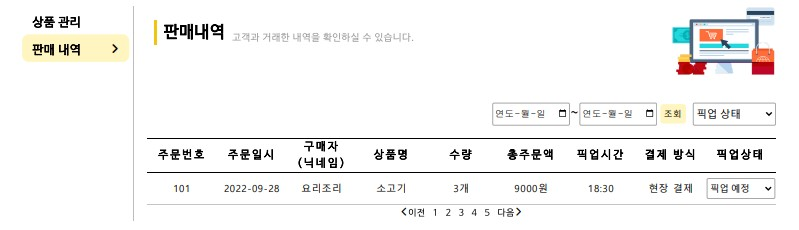 상품 관리
판매 내역
판매내역
고객과 거래한 내역을 확인하실 수 있습니다.
연도-월-일 ~ 연도-월-일 조회 픽업 상태
주문번호 주문일시 구매자 (닉네임) 상품명 수량 총주문액 픽업시간 결제 방식 픽업상태
101 2022-09-28 요리조리 소고기 3개 9000원 18:30 현장 결제 픽업 예정
이전 1 2 3 4 5 다음